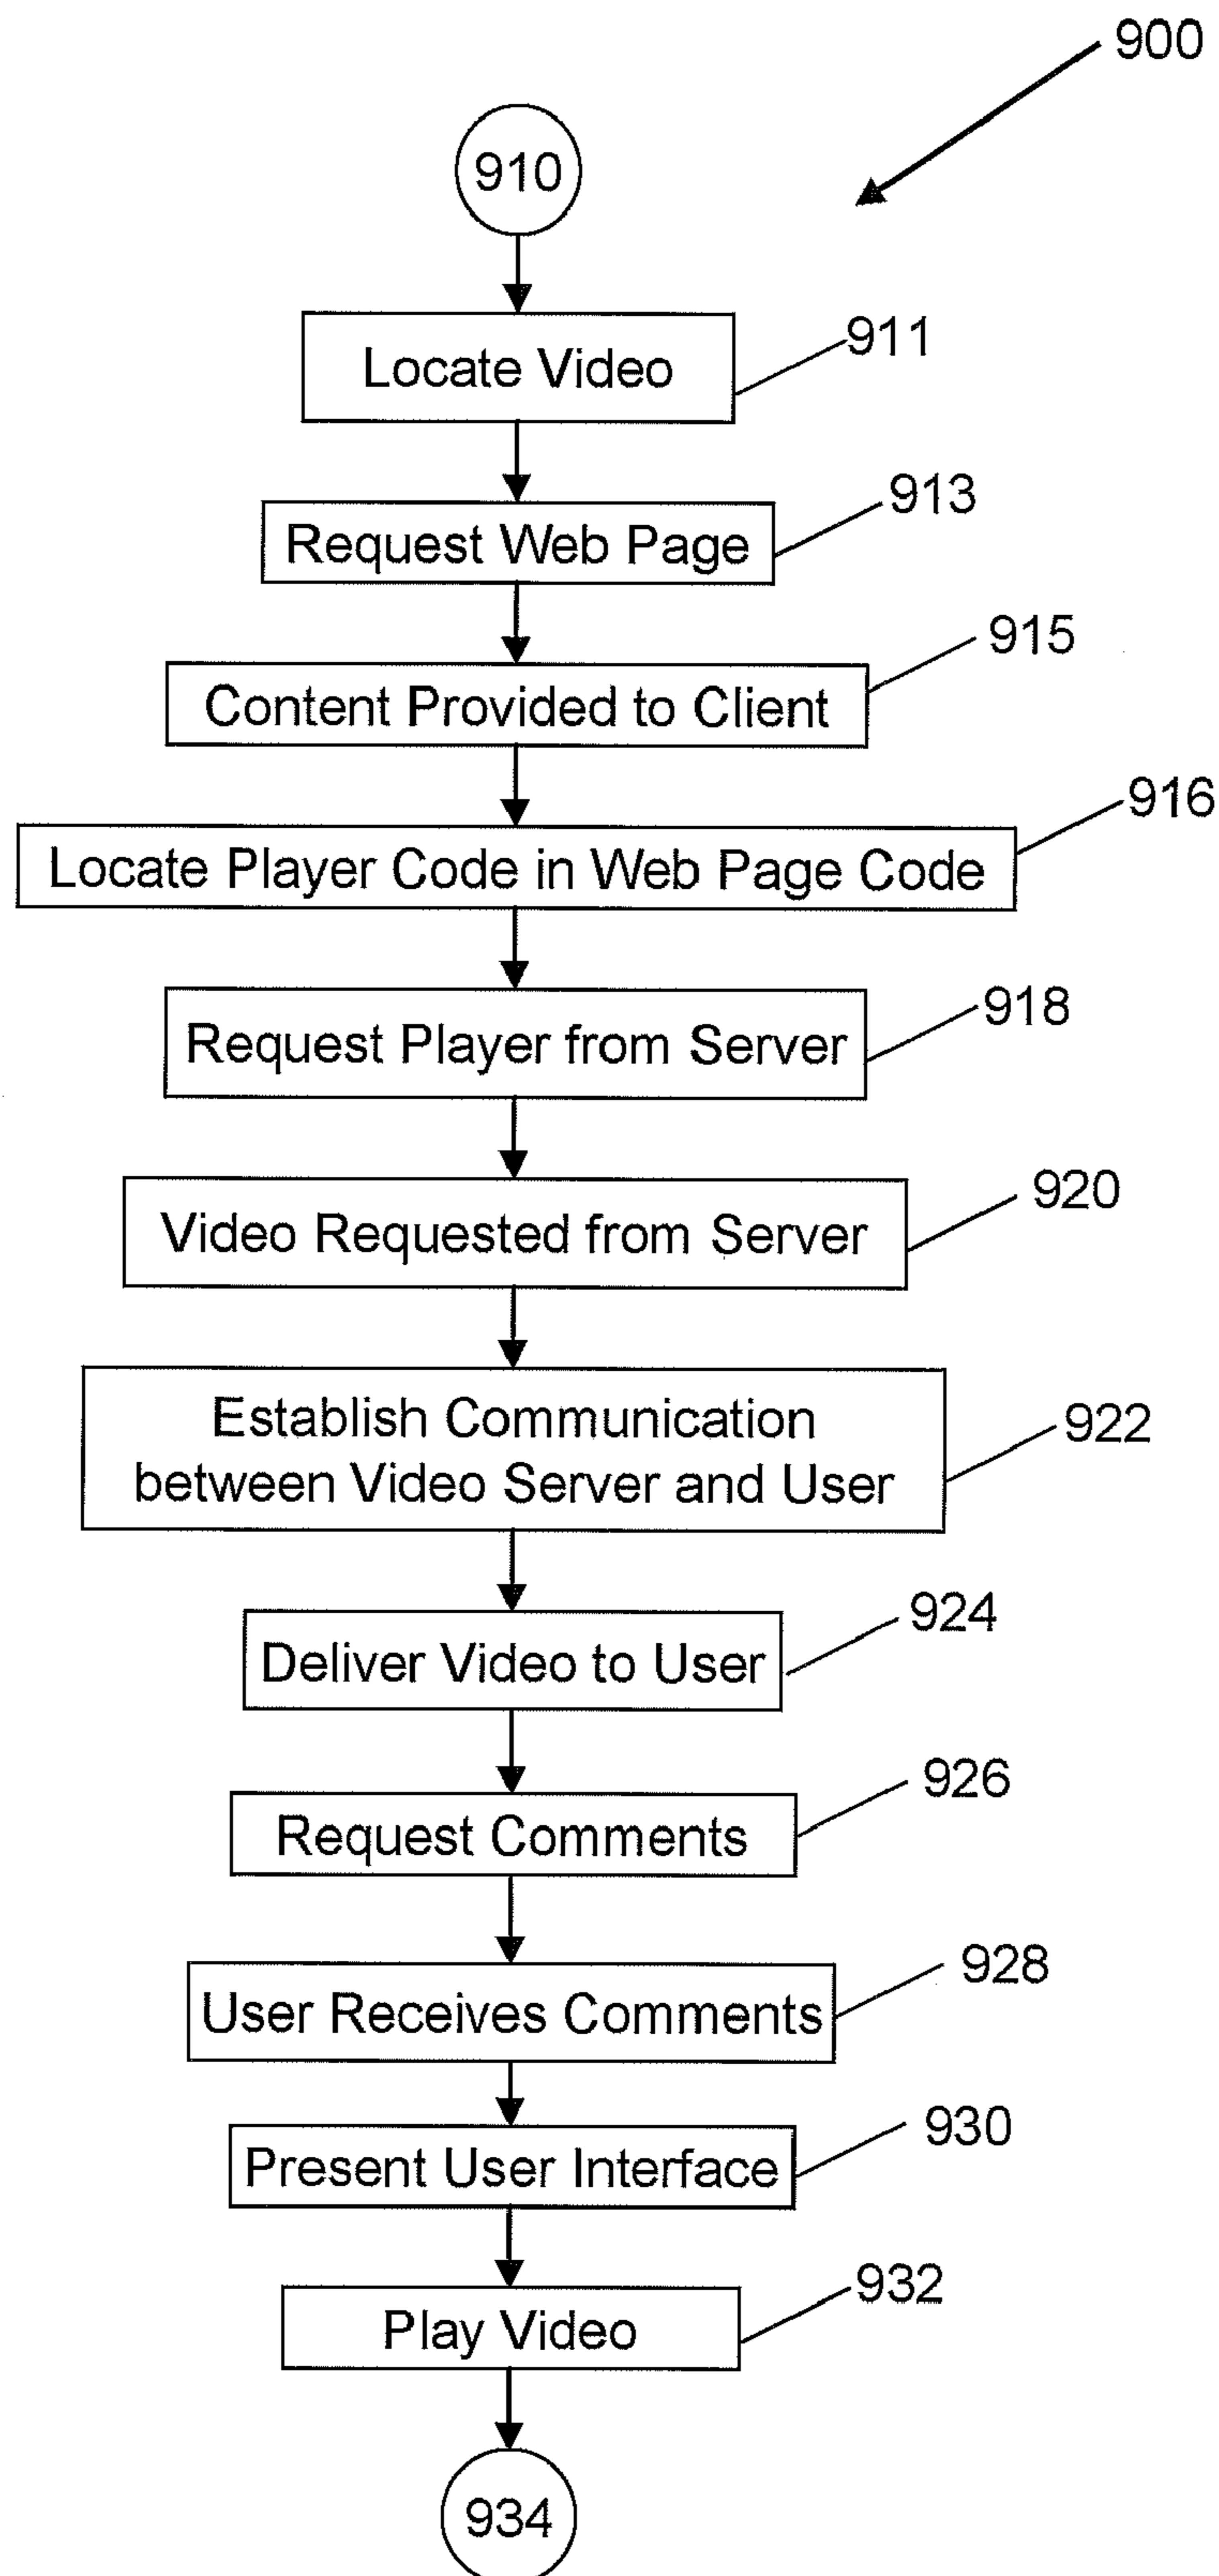 900
910
Locate Video
911
Request Web Page
913
Content Provided to Client
915
Locate Player Code in Web Page Code
916
Request Player from Server
918
Video Requested from Server
920
Establish Communication
between Video Server and User
922
Deliver Video to User
924
Request Comments
926
User Receives Comments
928
Present User Interface
930
Play Video
932
934